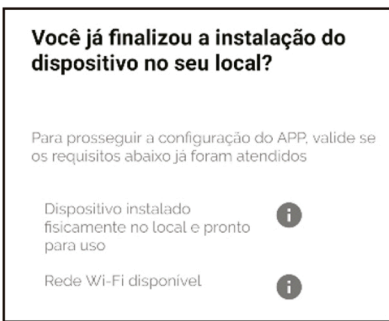 Você já finalizou a instalação do
dispositivo no seu local?
Para prosseguir a configuração do APP, valide se
os requisitos abaixo já foram atendidos
Dispositivo instalado
fisicamente no local e pronto
para uso
Rede Wi-Fi disponível